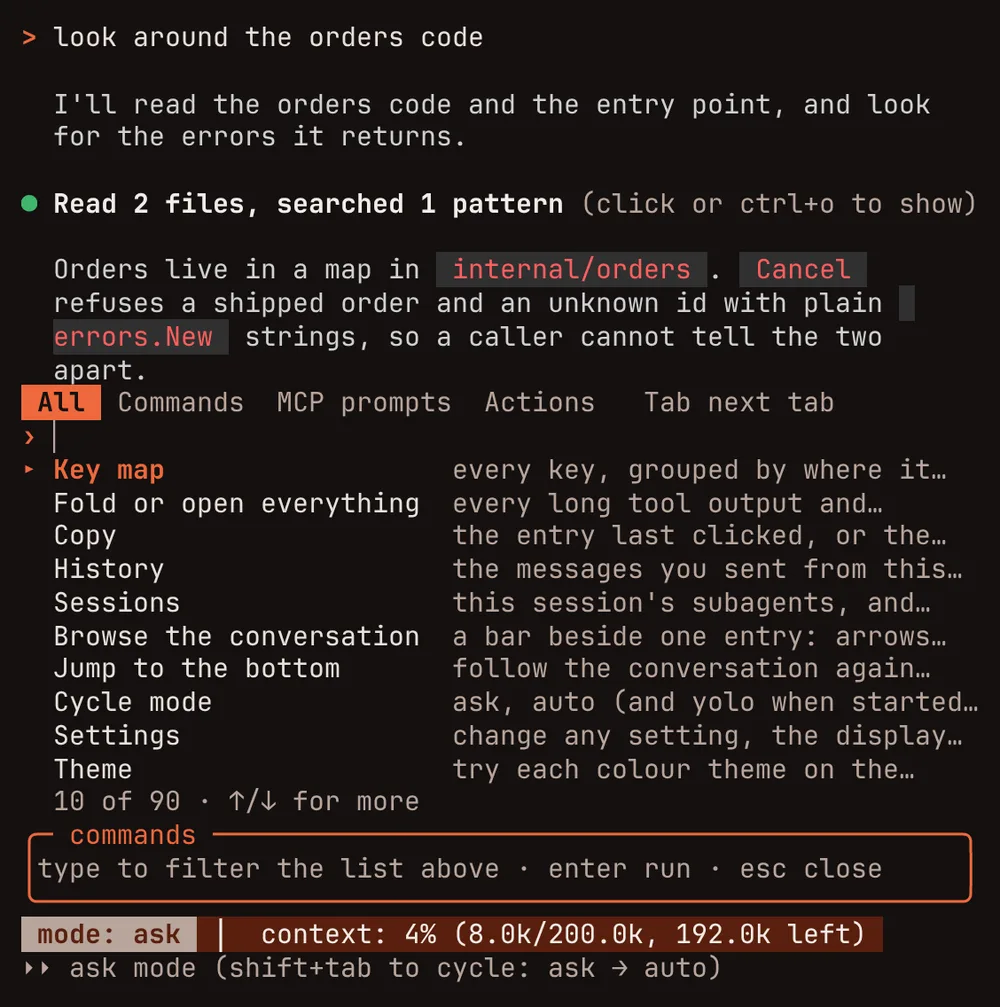 > look around the orders code
I'll read the orders code and the entry point, and look
for the errors it returns.
● Read 2 files, searched 1 pattern (click or ctrl+o to show)
Orders live in a map in internal/orders . Cancel
refuses a shipped order and an unknown id with plain
errors.New strings, so a caller cannot tell the two
apart.
All Commands MCP prompts Actions Tab next tab
›
▸ Key map every key, grouped by where it…
Fold or open everything every long tool output and…
Copy the entry last clicked, or the…
History the messages you sent from this…
Sessions this session's subagents, and…
Browse the conversation a bar beside one entry: arrows…
Jump to the bottom follow the conversation again…
Cycle mode ask, auto (and yolo when started…
Settings change any setting, the display…
Theme try each colour theme on the…
10 of 90 · ↑/↓ for more
commands
type to filter the list above · enter run · esc close
mode: ask | context: 4% (8.0k/200.0k, 192.0k left)
▸▸ ask mode (shift+tab to cycle: ask → auto)